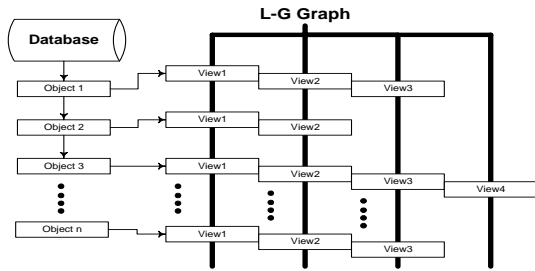 L-G Graph
Database
Object 1
View1
View2
View3
Object 2
View1
View2
Object 3
View1
View2
View3
View4
Object n
View1
View2
View3